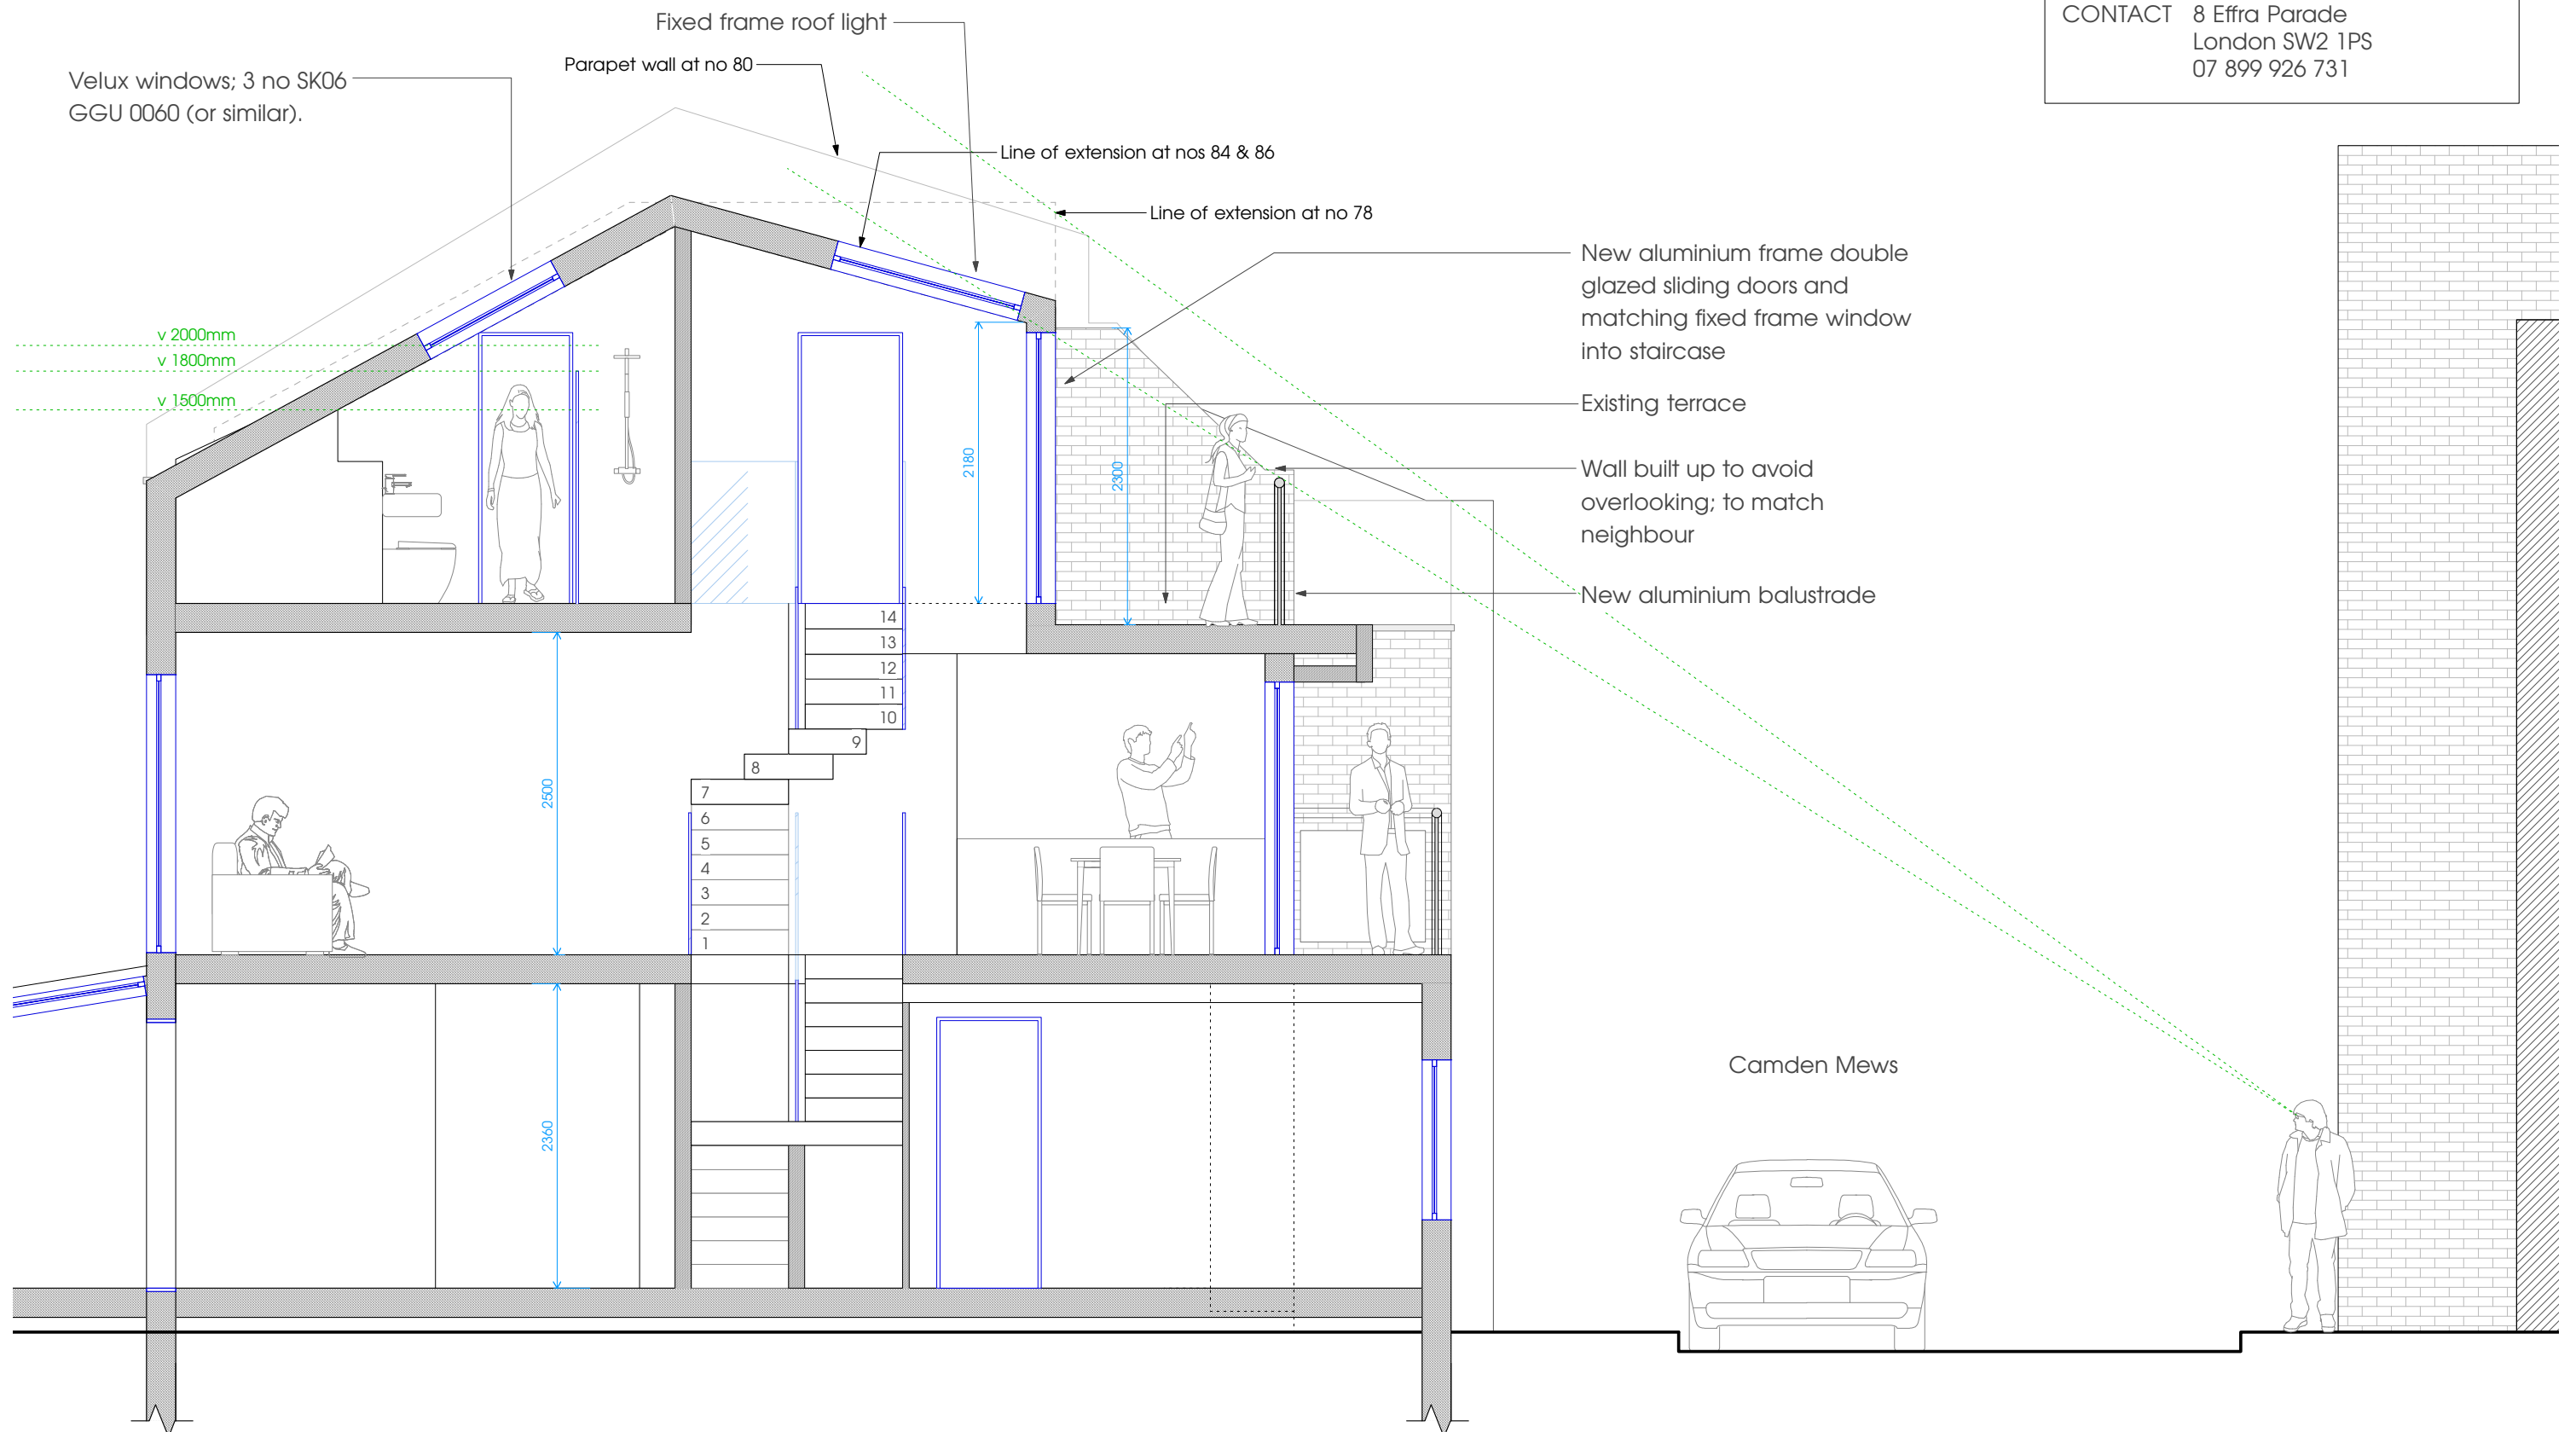 CONTACT 8 Effra Parade
London SW2 1PS
07 899 926 731
Fixed frame roof light
Parapet wall at no 80
Velux windows; 3 no SK06
GGU 0060 (or similar).
Line of extension at nos 84 & 86
Line of extension at no 78
New aluminium frame double
glazed sliding doors and
matching fixed frame window
into staircase
v 2000mm
v 1800mm
v 1500mm
Existing terrace
2180
2300
Wall built up to avoid
overlooking; to match
neighbour
New aluminium balustrade
14
13
12
11
10
9
8
7
6
5
4
3
2
1
2500
2360
Camden Mews